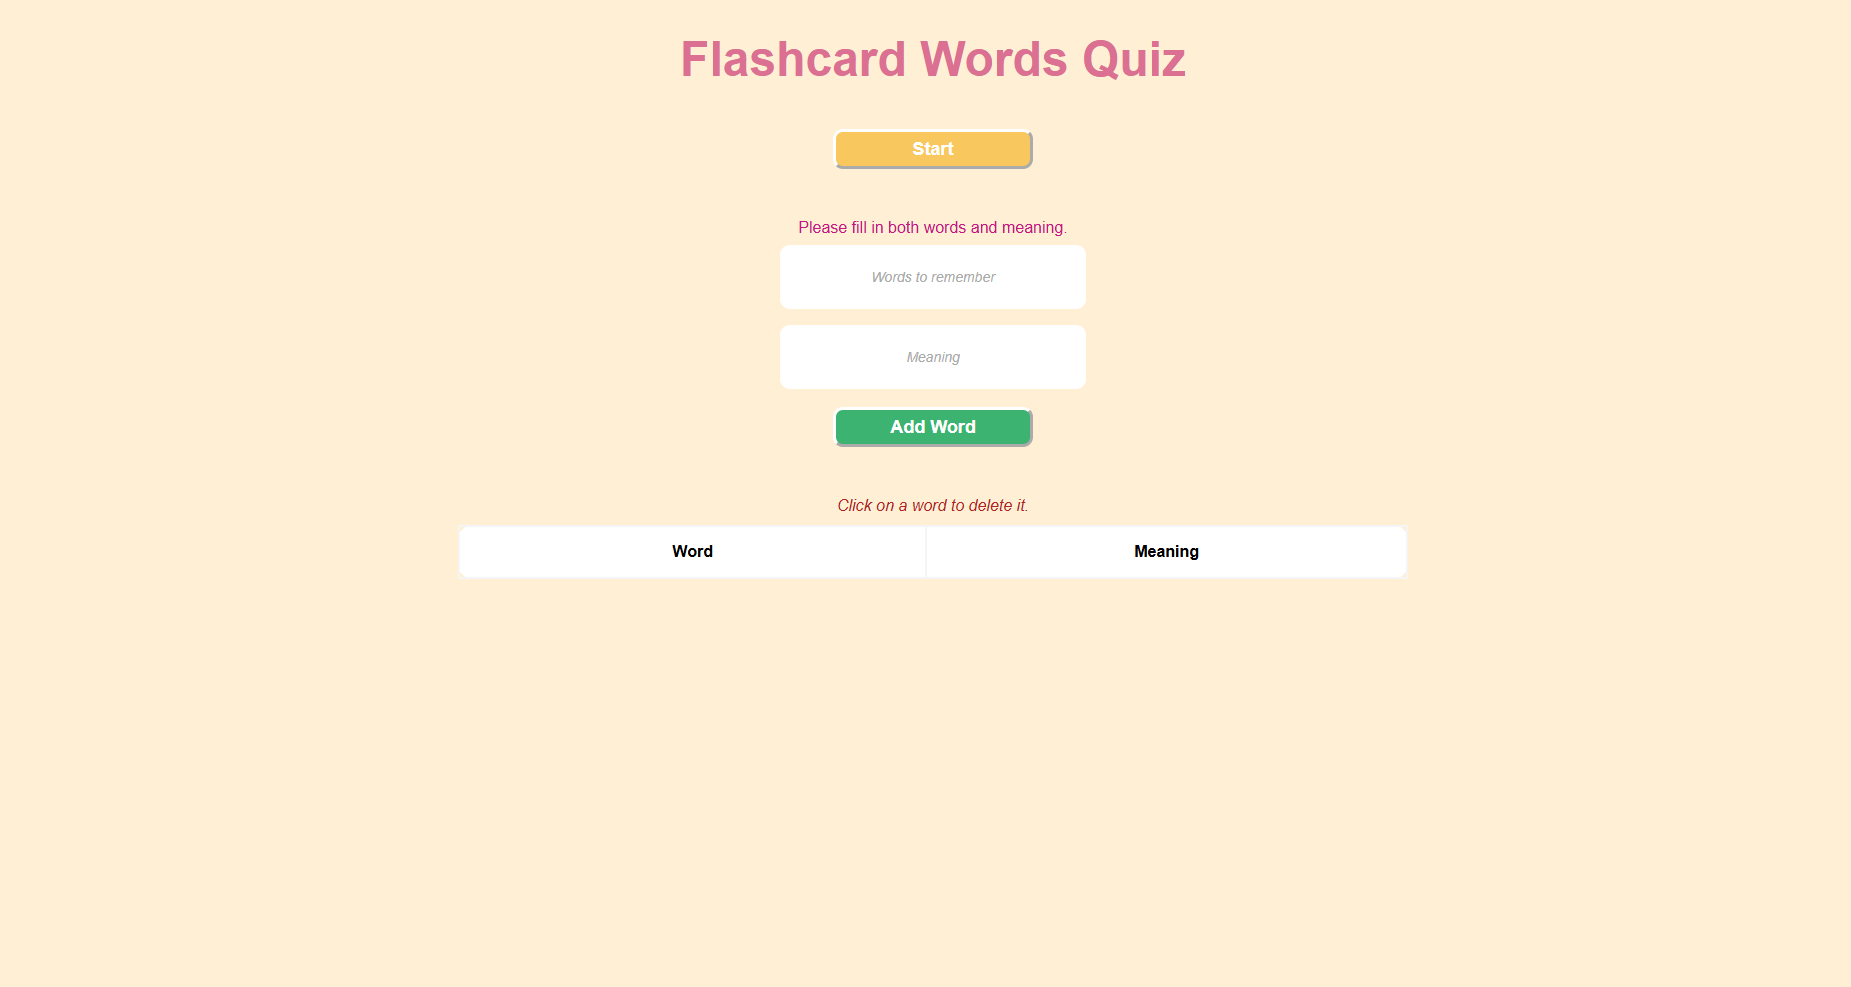 Flashcard Words Quiz
Start
Please fill in both words and meaning.
Words to remember
Meaning
Add Word
Click on a word to delete it.
Word Meaning